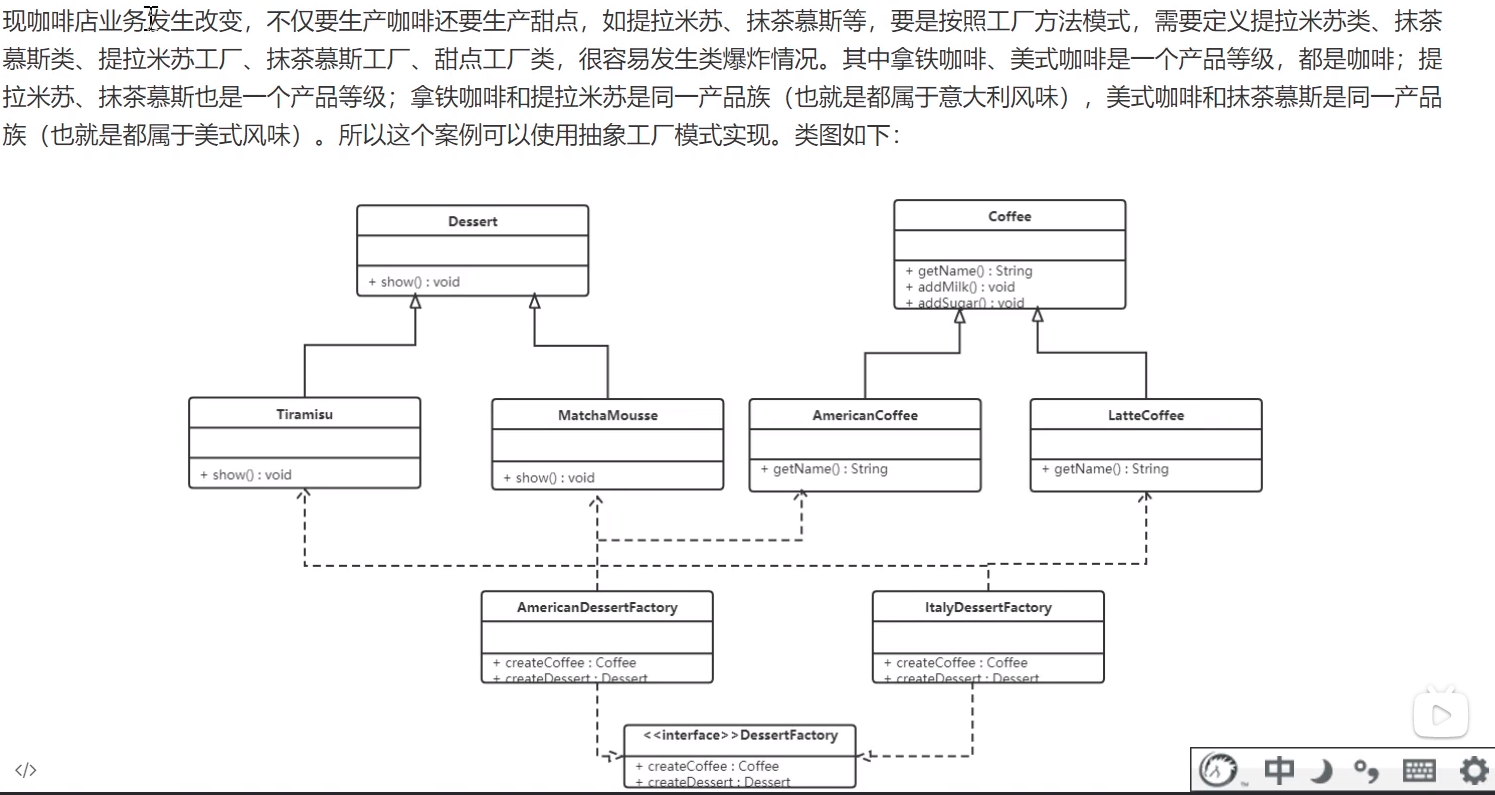 现咖啡店业务发生改变，不仅要生产咖啡还要生产甜点，如提拉米苏、抹茶慕斯等，要是按照工厂方法模式，需要定义提拉米苏类、抹茶
慕斯类、提拉米苏工厂、抹茶慕斯工厂、甜点工厂类，很容易发生类爆炸情况。其中拿铁咖啡、美式咖啡是一个产品等级，都是咖啡；提
拉米苏、抹茶慕斯也是一个产品等级；拿铁咖啡和提拉米苏是同一产品族（也就是都属于意大利风味），美式咖啡和抹茶慕斯是同一产品
族（也就是都属于美式风味）。所以这个案例可以使用抽象工厂模式实现。类图如下：
Dessert
+ show() : void
Coffee
+ getName() : String
+ addMilk() : void
+ addSugar() : void
Tiramisu
+ show() : void
MatchaMousse
+ show() : void
AmericanCoffee
+ getName() : String
LatteCoffee
+ getName() : String
AmericanDessertFactory
+ createCoffee : Coffee
+ createDessert : Dessert
ItalyDessertFactory
+ createCoffee : Coffee
+ createDessert : Dessert
<<interface>>DessertFactory
+ createCoffee : Coffee
+ createDessert : Dessert
</>
中